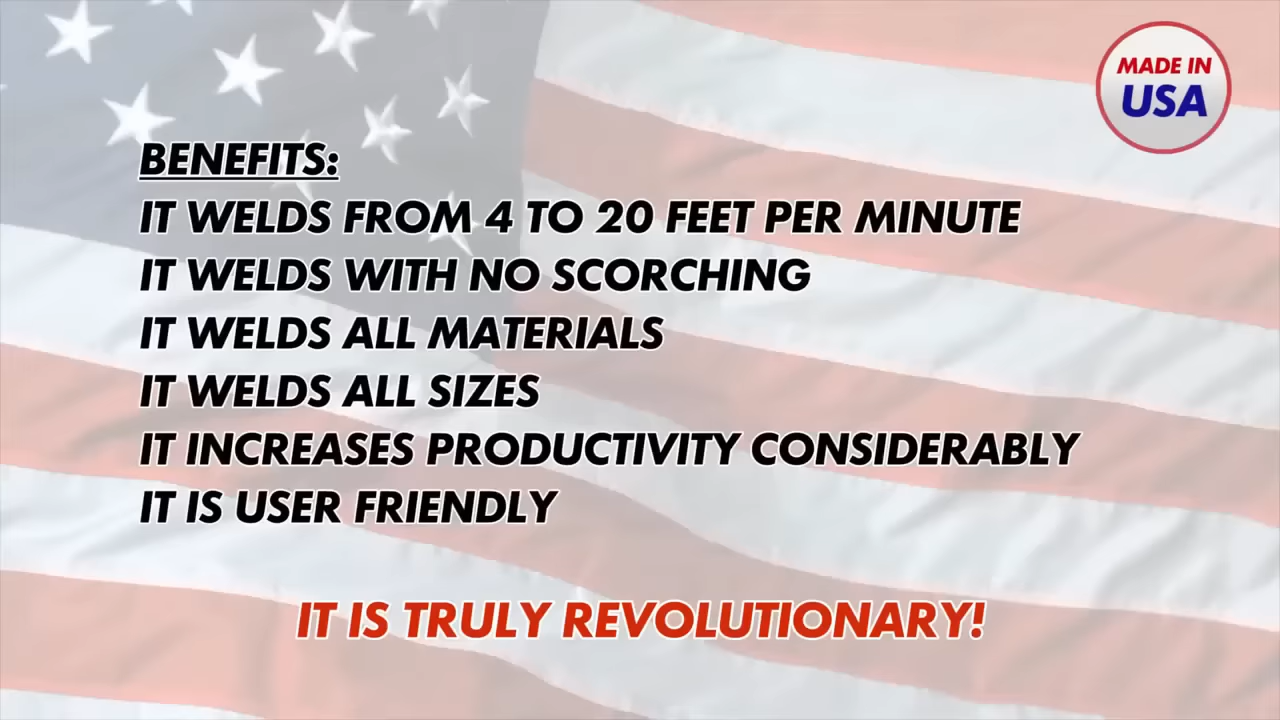 MADE IN
USA
BENEFITS:
IT WELDS FROM 4 TO 20 FEET PER MINUTE
IT WELDS WITH NO SCORCHING
IT WELDS ALL MATERIALS
IT WELDS ALL SIZES
IT INCREASES PRODUCTIVITY CONSIDERABLY
IT IS USER FRIENDLY
IT IS TRULY REVOLUTIONARY!